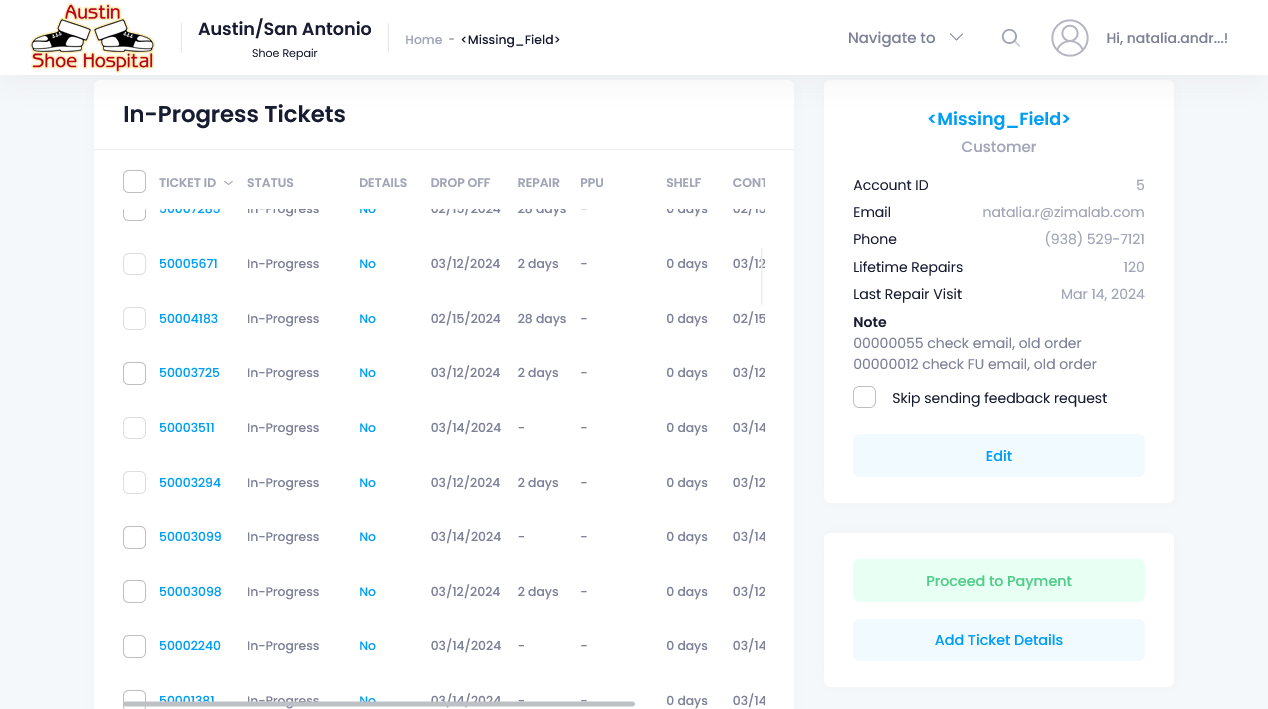 Austin
Shoe Hospital
Austin/San Antonio
Shoe Repair
Home - <Missing_Field>
Navigate to
Hi, natalia.andr...!
In-Progress Tickets
TICKET ID STATUS DETAILS DROP OFF REPAIR PPU SHELF CONT
50007285 In-Progress No 02/15/2024 28 days - 0 days 02/15
50005671 In-Progress No 03/12/2024 2 days - 0 days 03/12
50004183 In-Progress No 02/15/2024 28 days - 0 days 02/15
50003725 In-Progress No 03/12/2024 2 days - 0 days 03/12
50003511 In-Progress No 03/14/2024 - - 0 days 03/14
50003294 In-Progress No 03/12/2024 2 days - 0 days 03/12
50003099 In-Progress No 03/14/2024 - - 0 days 03/14
50003098 In-Progress No 03/12/2024 2 days - 0 days 03/12
50002240 In-Progress No 03/14/2024 - - 0 days 03/14
50001381 In-Progress No 03/14/2024 - - 0 days 03/14
<Missing_Field>
Customer
Account ID 5
Email natalia.r@zimalab.com
Phone (938) 529-7121
Lifetime Repairs 120
Last Repair Visit Mar 14, 2024
Note
00000055 check email, old order
00000012 check FU email, old order
Skip sending feedback request
Edit
Proceed to Payment
Add Ticket Details